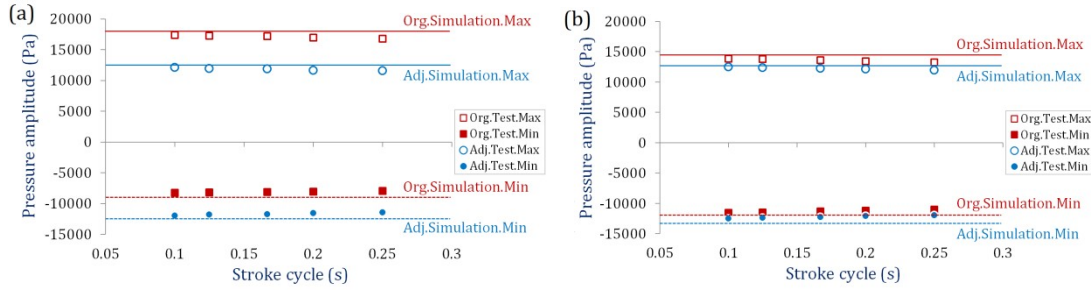 (a)
Pressure amplitude (Pa)
20000
15000
10000
5000
0
-5000
-10000
-15000
Org.Simulation.Max
Adj.Simulation.Max
Org.Test.Max
Org.Test.Min
Adj.Test.Max
Adj.Test.Min
Org.Simulation.Min
Adj.Simulation.Min
0.05
0.1
0.15
0.2
0.25
0.3
Stroke cycle (s)
(b)
Pressure amplitude (Pa)
20000
15000
10000
5000
0
-5000
-10000
-15000
Org.Simulation.Max
Adj.Simulation.Max
Org.Test.Max
Org.Test.Min
Adj.Test.Max
Adj.Test.Min
Org.Simulation.Min
Adj.Simulation.Min
0.05
0.1
0.15
0.2
0.25
0.3
Stroke cycle (s)